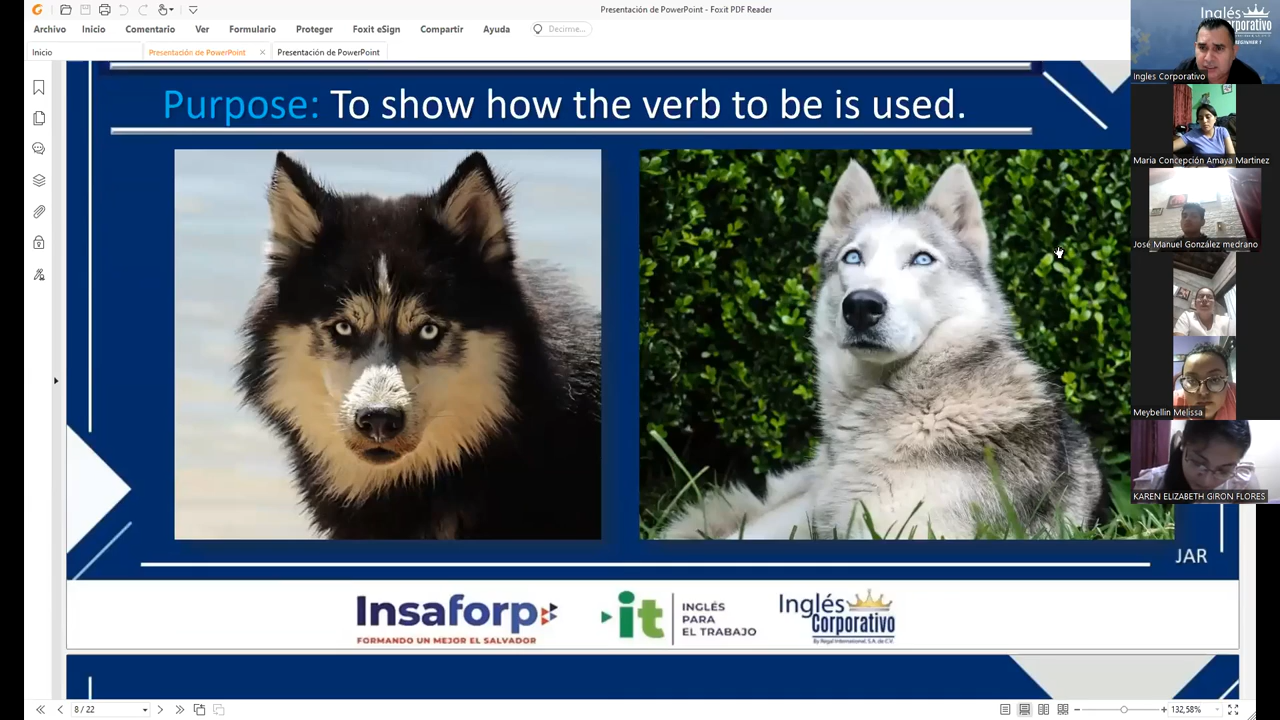 Presentación de PowerPoint - Foxit PDF Reader
Archivo Inicio Comentario Ver Formulario Proteger Foxit eSign Compartir Ayuda Decirme...
Inicio Presentación de PowerPoint Presentación de PowerPoint
Purpose: To show how the verb to be is used.
JAR
Insaforp
FORMANDO UN MEJOR EL SALVADOR
it
INGLÉS
PARA
EL TRABAJO
Inglés
Corporativo
By Regal International, S.A. de C.V.
8 / 22
132,58%
Inglés
Corporativo
BEGINNER 1
Ingles Corporativo
Maria Concepción Amaya Martinez
José Manuel González medrano
Meybellin Melissa
KAREN ELIZABETH GIRON FLORES